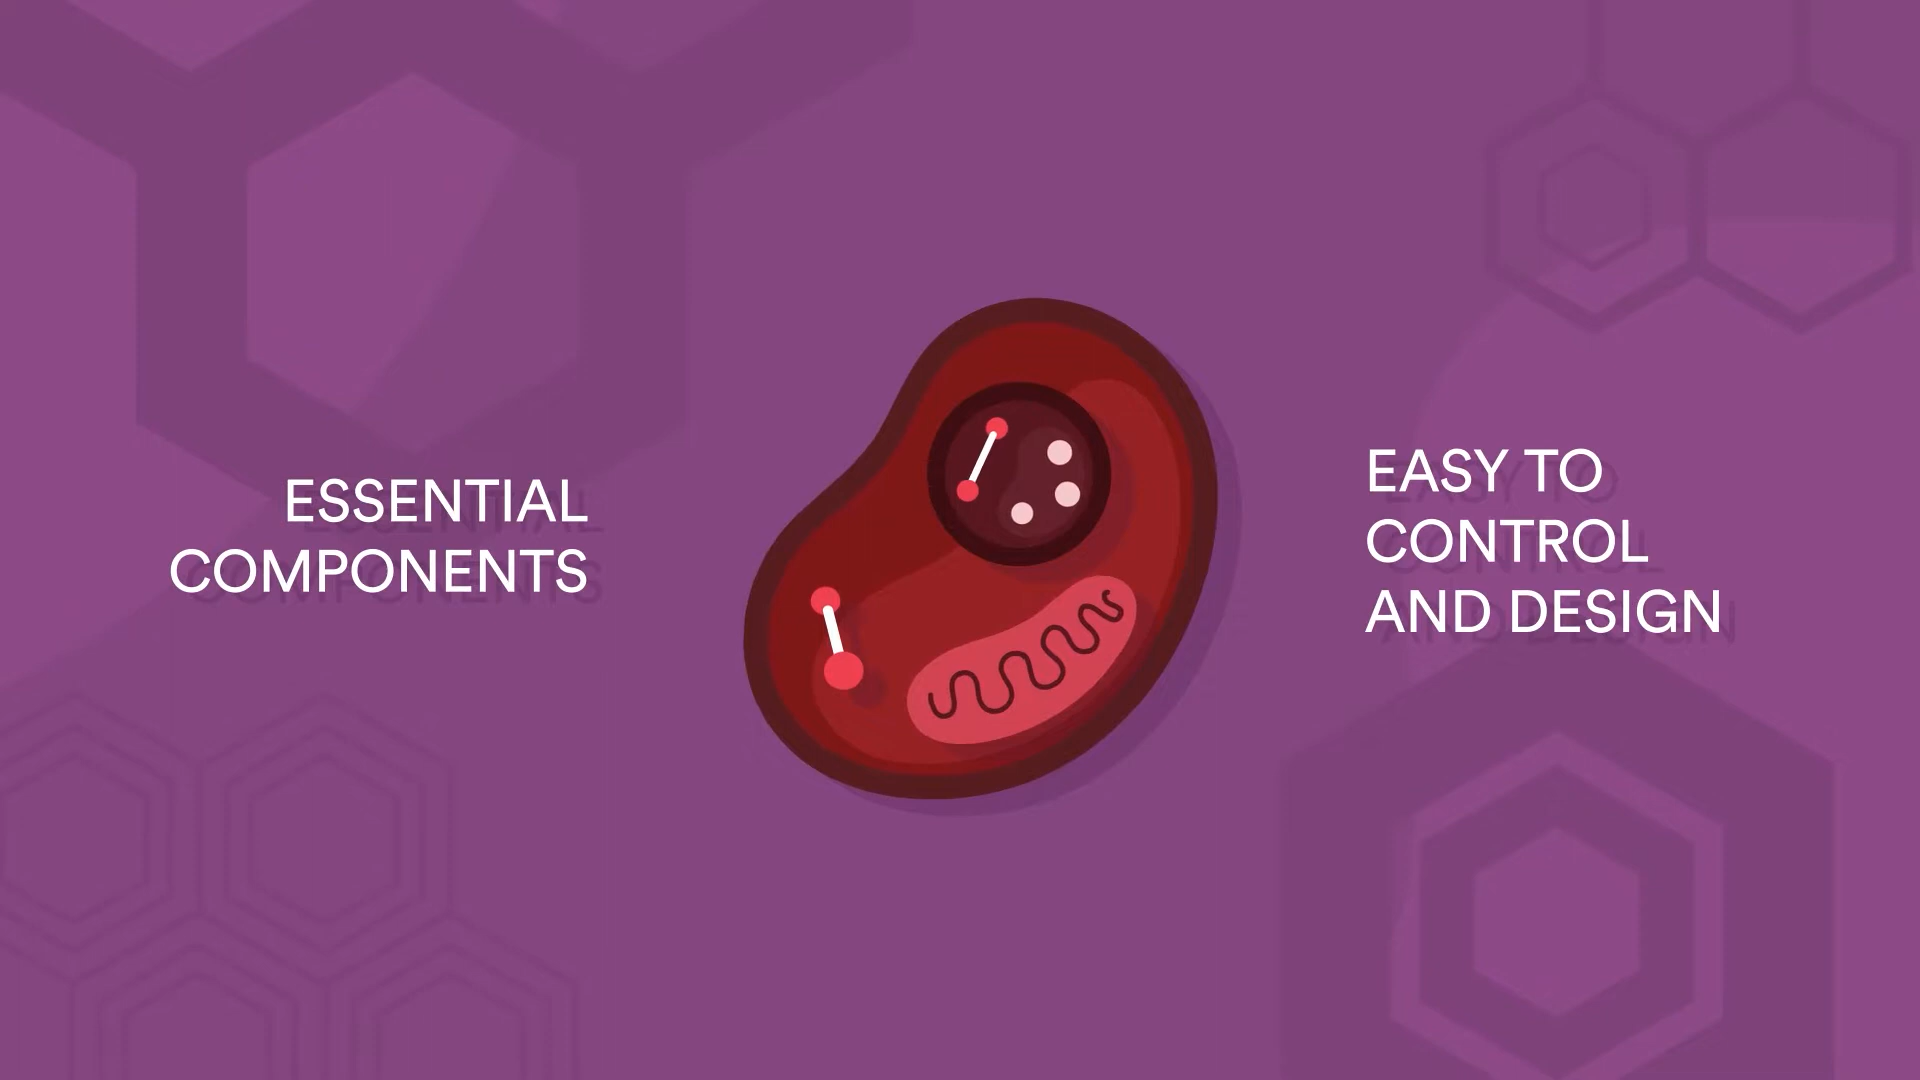 ESSENTIAL
COMPONENTS
EASY TO
CONTROL
AND DESIGN